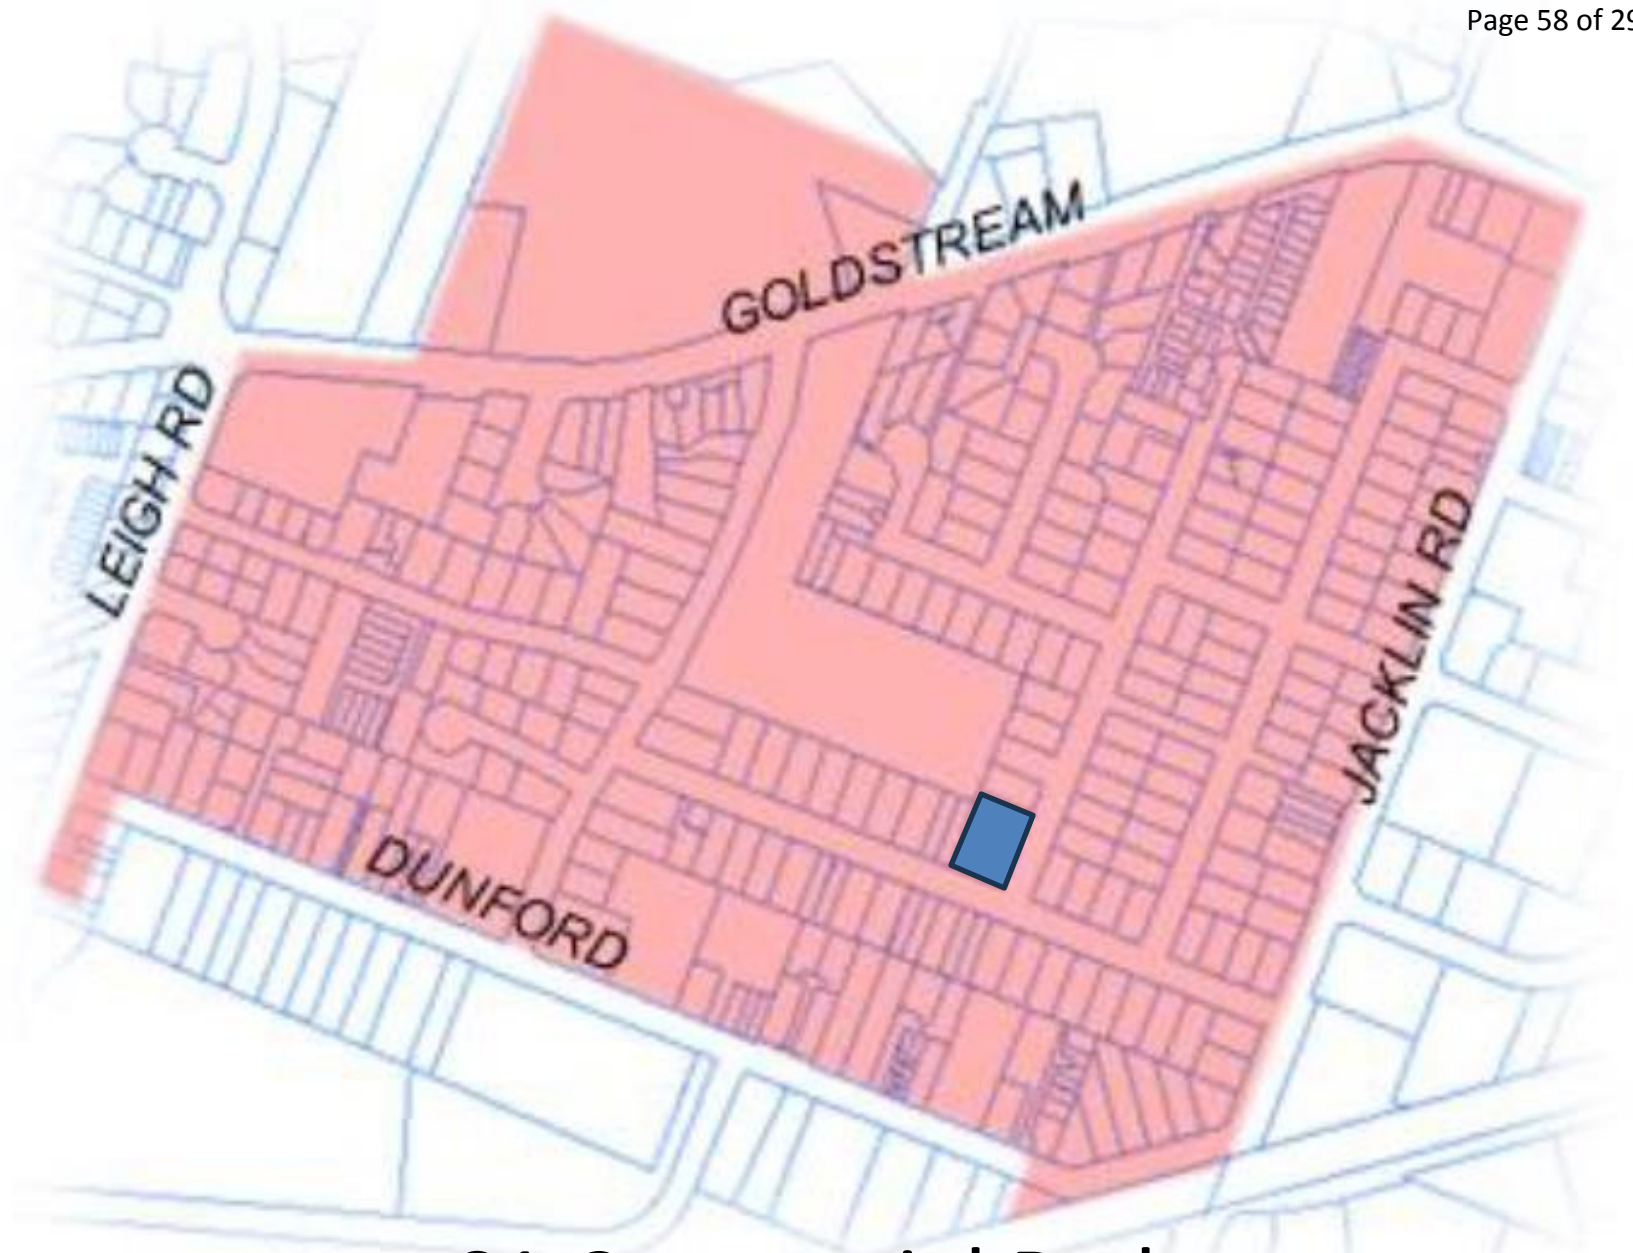 Page 58 of 29
GOLDSTREAM
LEIGH RD
JACKLIN RD
DUNFORD